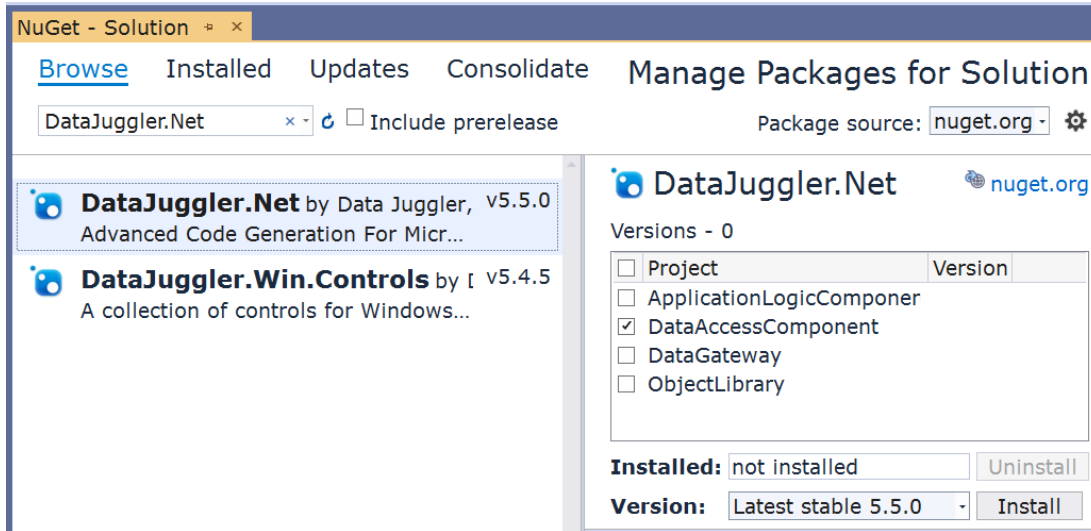 NuGet - Solution
Browse Installed Updates Consolidate Manage Packages for Solution
DataJuggler.Net Include prerelease Package source: nuget.org
DataJuggler.Net by Data Juggler, v5.5.0
Advanced Code Generation For Micr...
DataJuggler.Win.Controls by v5.4.5
A collection of controls for Windows...
DataJuggler.Net nuget.org
Versions - 0
Project Version
ApplicationLogicComponer
DataAccessComponent
DataGateway
ObjectLibrary
Installed: not installed Uninstall
Version: Latest stable 5.5.0 Install